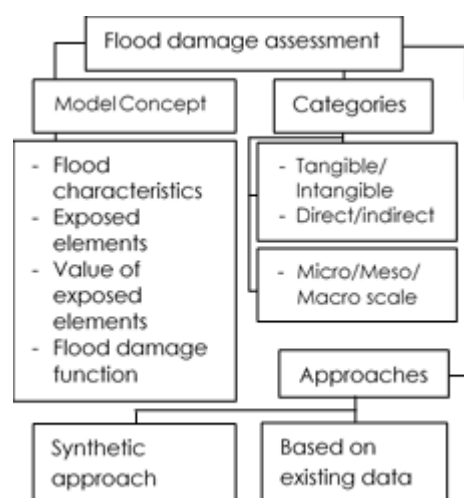 Flood damage assessment
Model Concept
Categories
- Flood
characteristics
- Exposed
elements
- Value of
exposed
elements
- Flood damage
function
- Tangible/
Intangible
- Direct/indirect
- Micro/Meso/
Macro scale
Approaches
Synthetic
approach
Based on
existing data